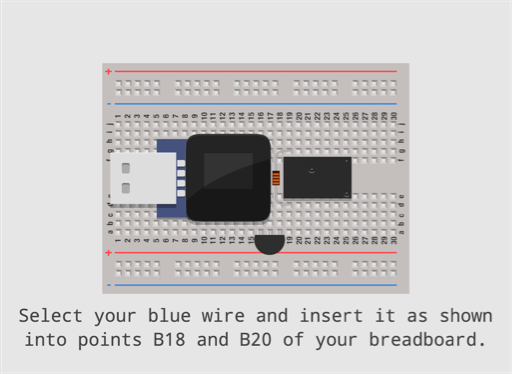 +
-
1 2 3 4 5 6 7 8 9 10 11 12 13 14 15 16 17 18 19 20 21 22 23 24 25 26 27 28 29 30
j j
f f
e e
d
c c
b b
a a
1 2 3 4 5 6 7 8 9 10 11 12 13 14 15 19 20 21 22 23 24 25 26 27 28 29 30
+
-
Select your blue wire and insert it as shown
into points B18 and B20 of your breadboard.